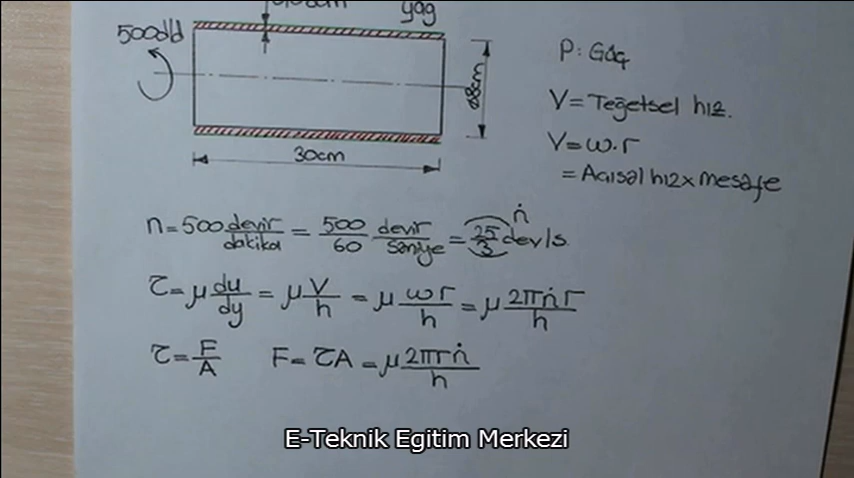 yağ
500d/d
P: Güç
V= Teğetsel hız.
V=ω.r
= Açısal hız x mesafe
30cm
ṅ
n=500 devir/dakika = 500/60 devir/saniye = 25/3 dev/s.
τ=μ du/dy = μ V/h = μ ωr/h = μ 2πṅr/h
τ=F/A F= τA = μ 2πrṅ/h
E-Teknik Egitim Merkezi